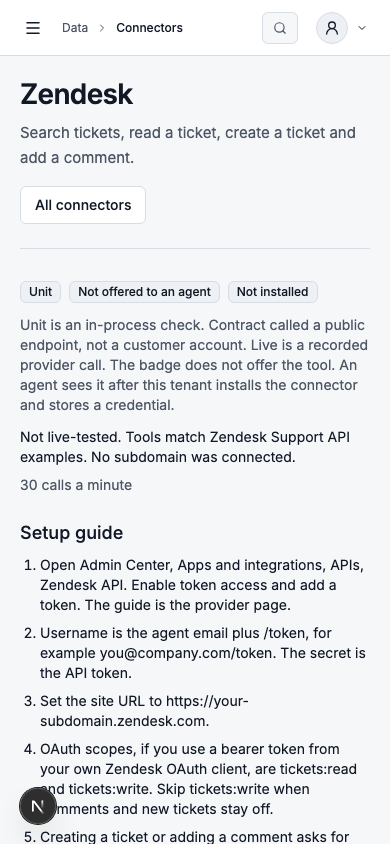 Data > Connectors
Zendesk
Search tickets, read a ticket, create a ticket and
add a comment.
All connectors
Unit Not offered to an agent Not installed
Unit is an in-process check. Contract called a public
endpoint, not a customer account. Live is a recorded
provider call. The badge does not offer the tool. An
agent sees it after this tenant installs the connector
and stores a credential.
Not live-tested. Tools match Zendesk Support API
examples. No subdomain was connected.
30 calls a minute
Setup guide
1. Open Admin Center, Apps and integrations, APIs,
Zendesk API. Enable token access and add a
token. The guide is the provider page.
2. Username is the agent email plus /token, for
example you@company.com/token. The secret is
the API token.
3. Set the site URL to https://your-
subdomain.zendesk.com.
4. OAuth scopes, if you use a bearer token from
your own Zendesk OAuth client, are tickets:read
and tickets:write. Skip tickets:write when
comments and new tickets stay off.
N
5. Creating a ticket or adding a comment asks for